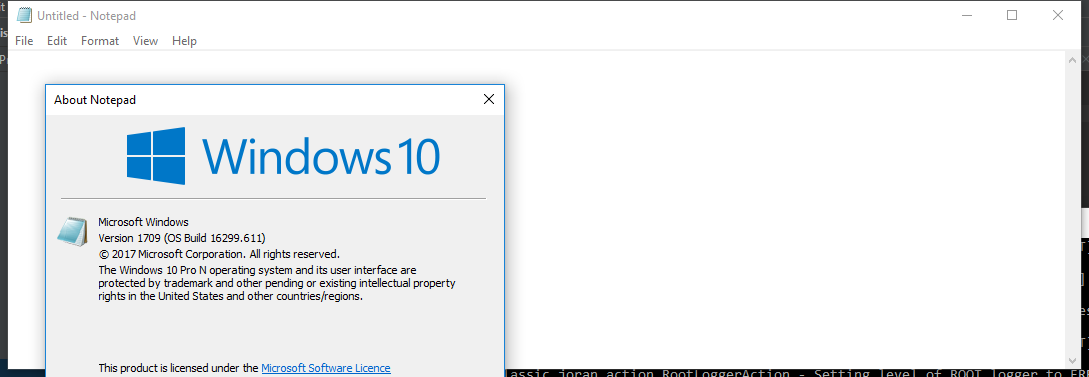 Untitled - Notepad
File Edit Format View Help
About Notepad
Windows 10
Microsoft Windows
Version 1709 (OS Build 16299.611)
© 2017 Microsoft Corporation. All rights reserved.
The Windows 10 Pro N operating system and its user interface are
protected by trademark and other pending or existing intellectual property
rights in the United States and other countries/regions.
This product is licensed under the Microsoft Software Licence
assic.joran.action.RootLoggerAction - Setting level of ROOT logger to ERR